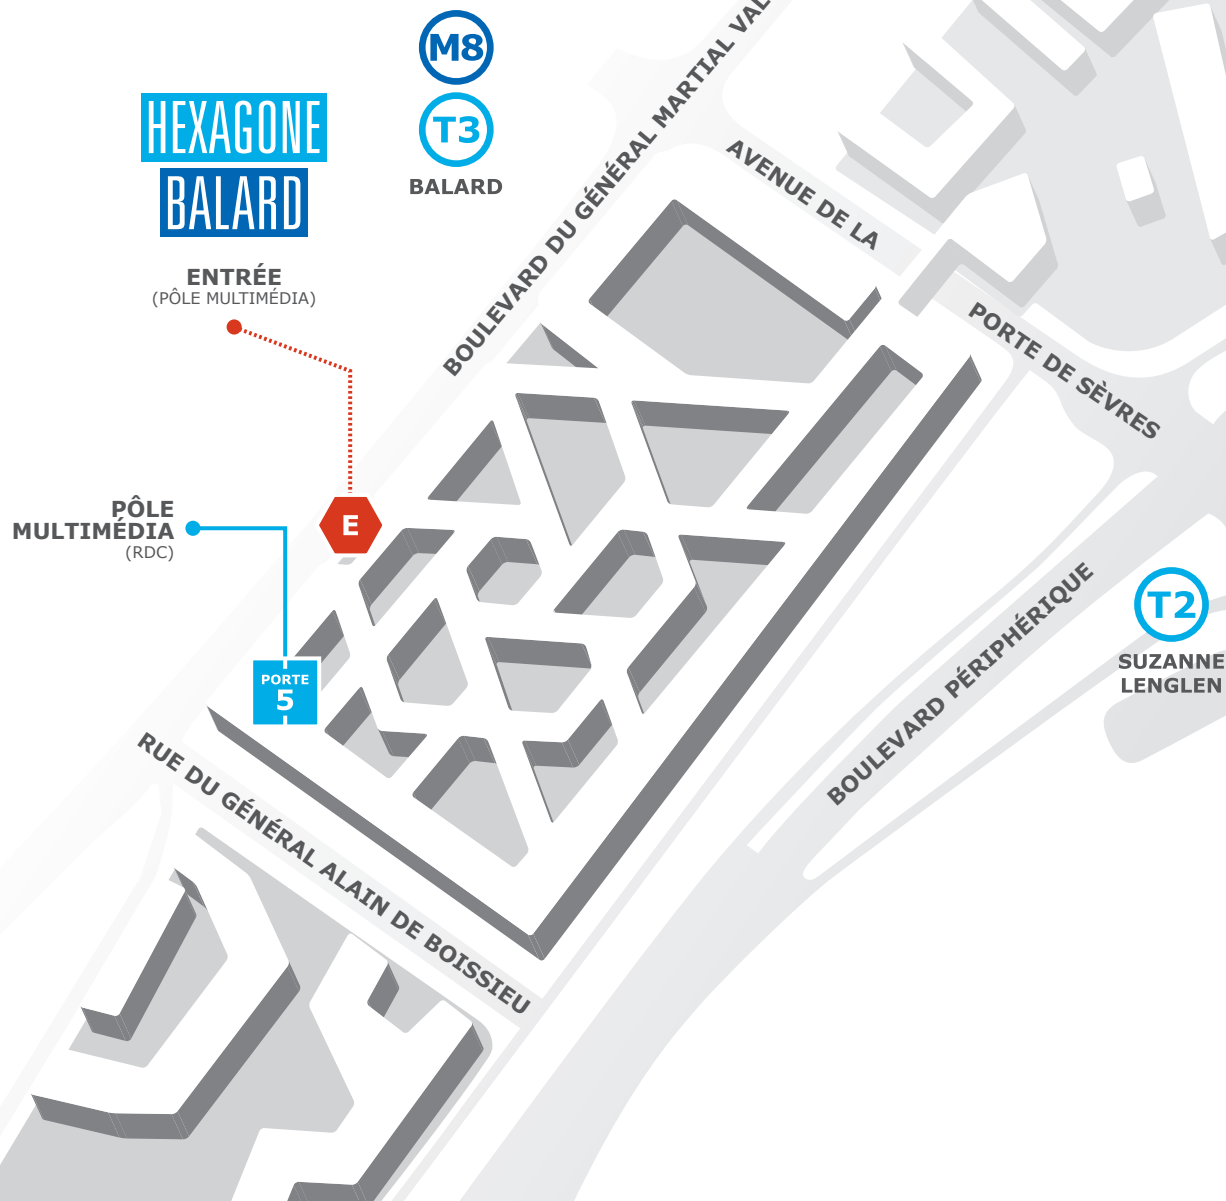 M8
T3
BALARD
HEXAGONE
BALARD
ENTRÉE
(PÔLE MULTIMÉDIA)
BOULEVARD DU GÉNÉRAL MARTIAL VAL
AVENUE DE LA
PORTE DE SÈVRES
PÔLE
MULTIMÉDIA
(RDC)
E
PORTE
5
T2
SUZANNE
LENGLEN
BOULEVARD PÉRIPHÉRIQUE
RUE DU GÉNÉRAL ALAIN DE BOISSIEU